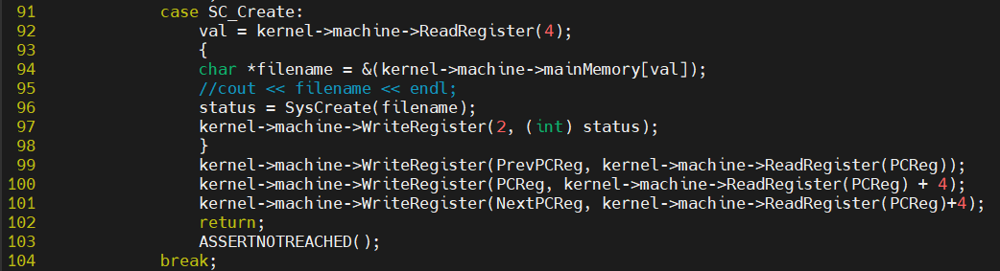 91 case SC_Create:
92 val = kernel->machine->ReadRegister(4);
93 {
94 char *filename = &(kernel->machine->mainMemory[val]);
95 //cout << filename << endl;
96 status = SysCreate(filename);
97 kernel->machine->WriteRegister(2, (int) status);
98 }
99 kernel->machine->WriteRegister(PrevPCReg, kernel->machine->ReadRegister(PCReg));
100 kernel->machine->WriteRegister(PCReg, kernel->machine->ReadRegister(PCReg) + 4);
101 kernel->machine->WriteRegister(NextPCReg, kernel->machine->ReadRegister(PCReg)+4);
102 return;
103 ASSERTNOTREACHED();
104 break;